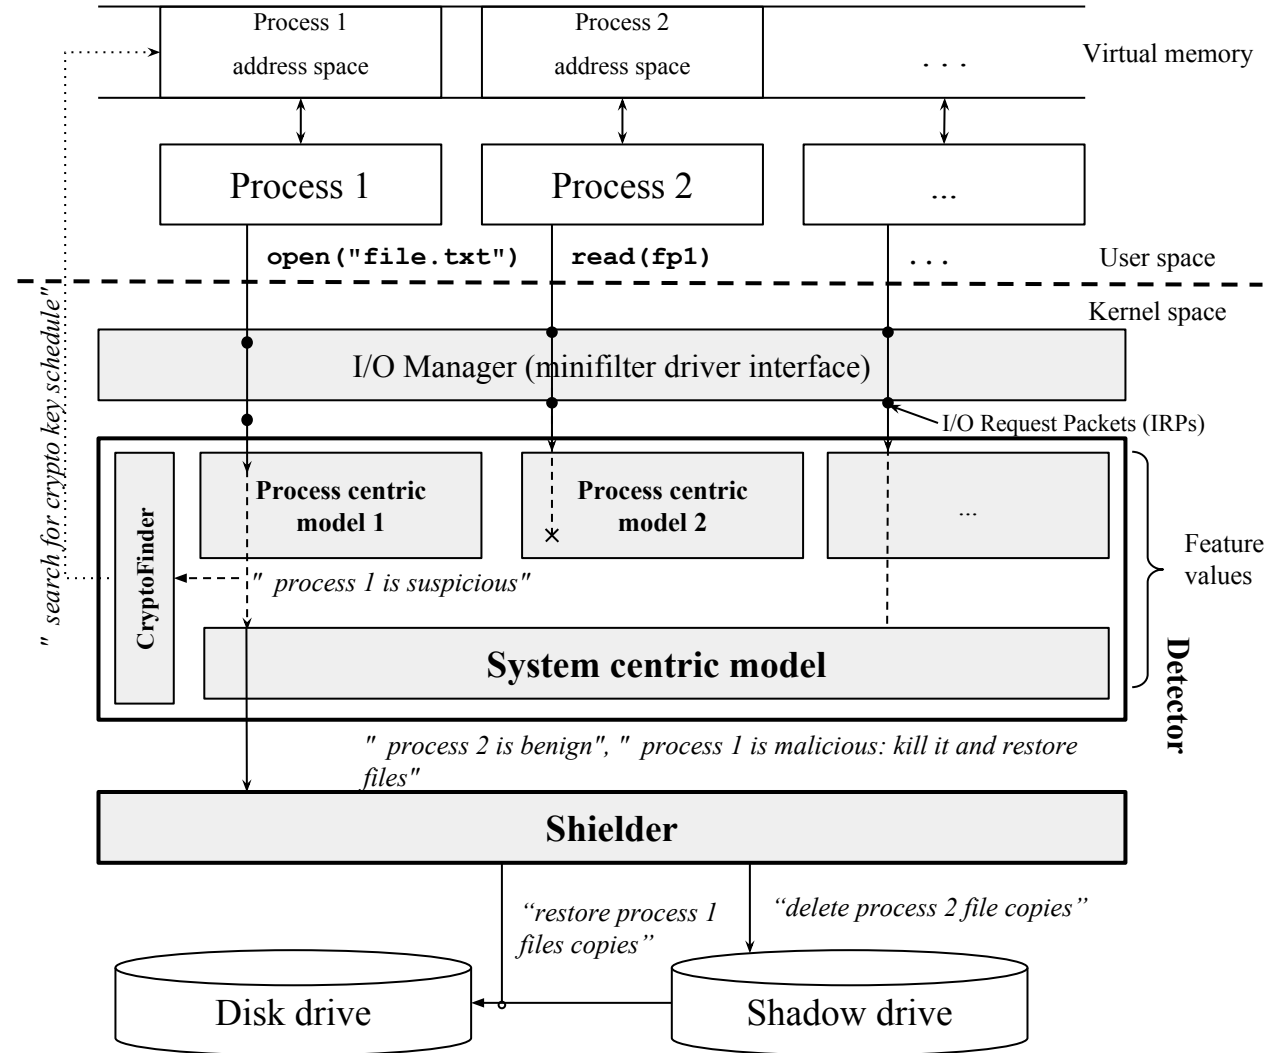 Process 1
address space
Process 2
address space
. . .
Virtual memory
Process 1
Process 2
...
open("file.txt")
read(fp1)
...
User space
Kernel space
" search for crypto key schedule"
I/O Manager (minifilter driver interface)
I/O Request Packets (IRPs)
CryptoFinder
Process centric
model 1
Process centric
model 2
...
Feature
values
" process 1 is suspicious"
System centric model
Detector
" process 2 is benign", " process 1 is malicious: kill it and restore
files"
Shielder
“restore process 1
files copies”
“delete process 2 file copies”
Disk drive
Shadow drive